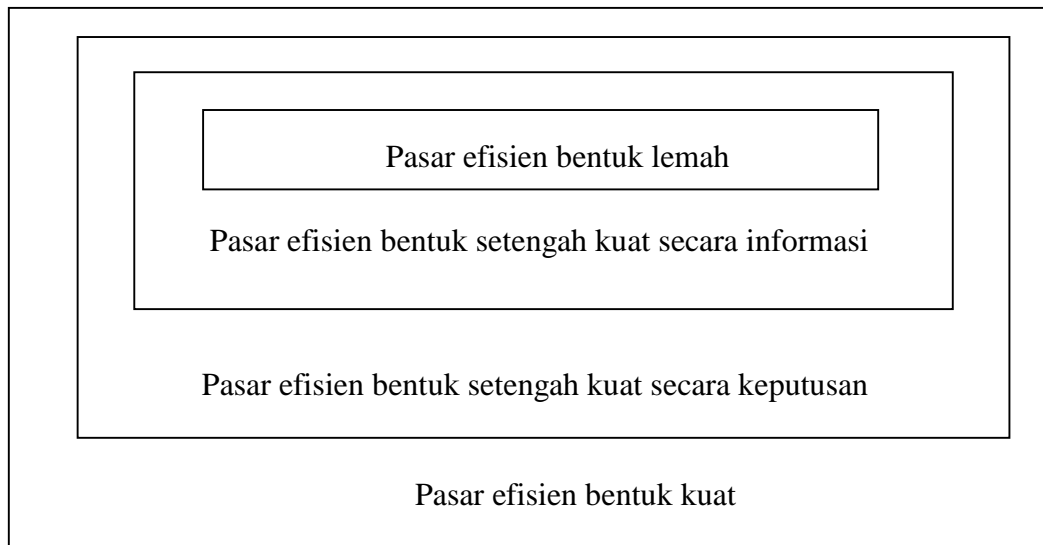 Pasar efisien bentuk lemah
Pasar efisien bentuk setengah kuat secara informasi
Pasar efisien bentuk setengah kuat secara keputusan
Pasar efisien bentuk kuat